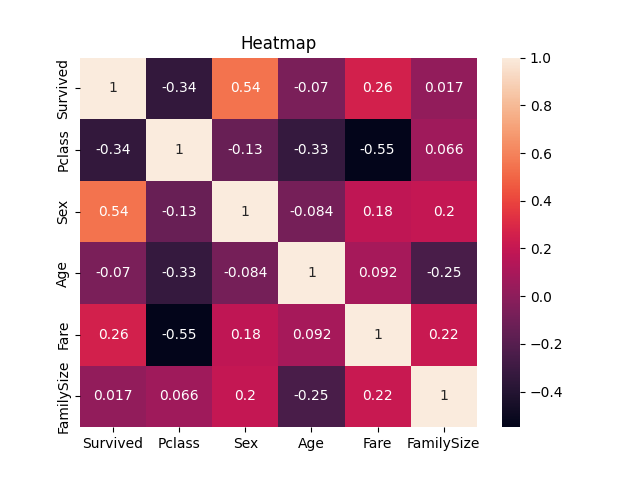 Heatmap
Survived 1 -0.34 0.54 -0.07 0.26 0.017
Pclass -0.34 1 -0.13 -0.33 -0.55 0.066
Sex 0.54 -0.13 1 -0.084 0.18 0.2
Age -0.07 -0.33 -0.084 1 0.092 -0.25
Fare 0.26 -0.55 0.18 0.092 1 0.22
FamilySize 0.017 0.066 0.2 -0.25 0.22 1
Survived Pclass Sex Age Fare FamilySize
1.0
0.8
0.6
0.4
0.2
0.0
−0.2
−0.4